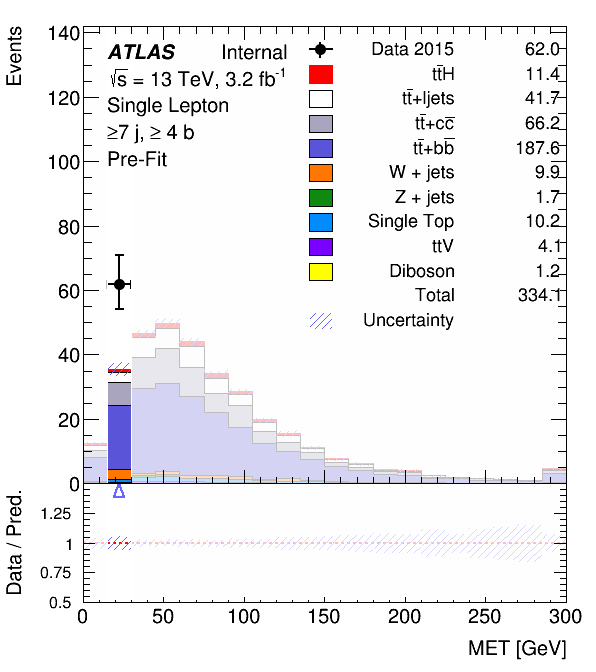 Events
140
120
100
80
60
40
20
0
ATLAS Internal
√s = 13 TeV, 3.2 fb-1
Single Lepton
≥7 j, ≥ 4 b
Pre-Fit
Data 2015 62.0
tt̄H 11.4
tt̄+ljets 41.7
tt̄+cc̄ 66.2
tt̄+bb̄ 187.6
W + jets 9.9
Z + jets 1.7
Single Top 10.2
ttV 4.1
Diboson 1.2
Total 334.1
Uncertainty
Data / Pred.
1.25
1
0.75
0.5
0 50 100 150 200 250 300
MET [GeV]